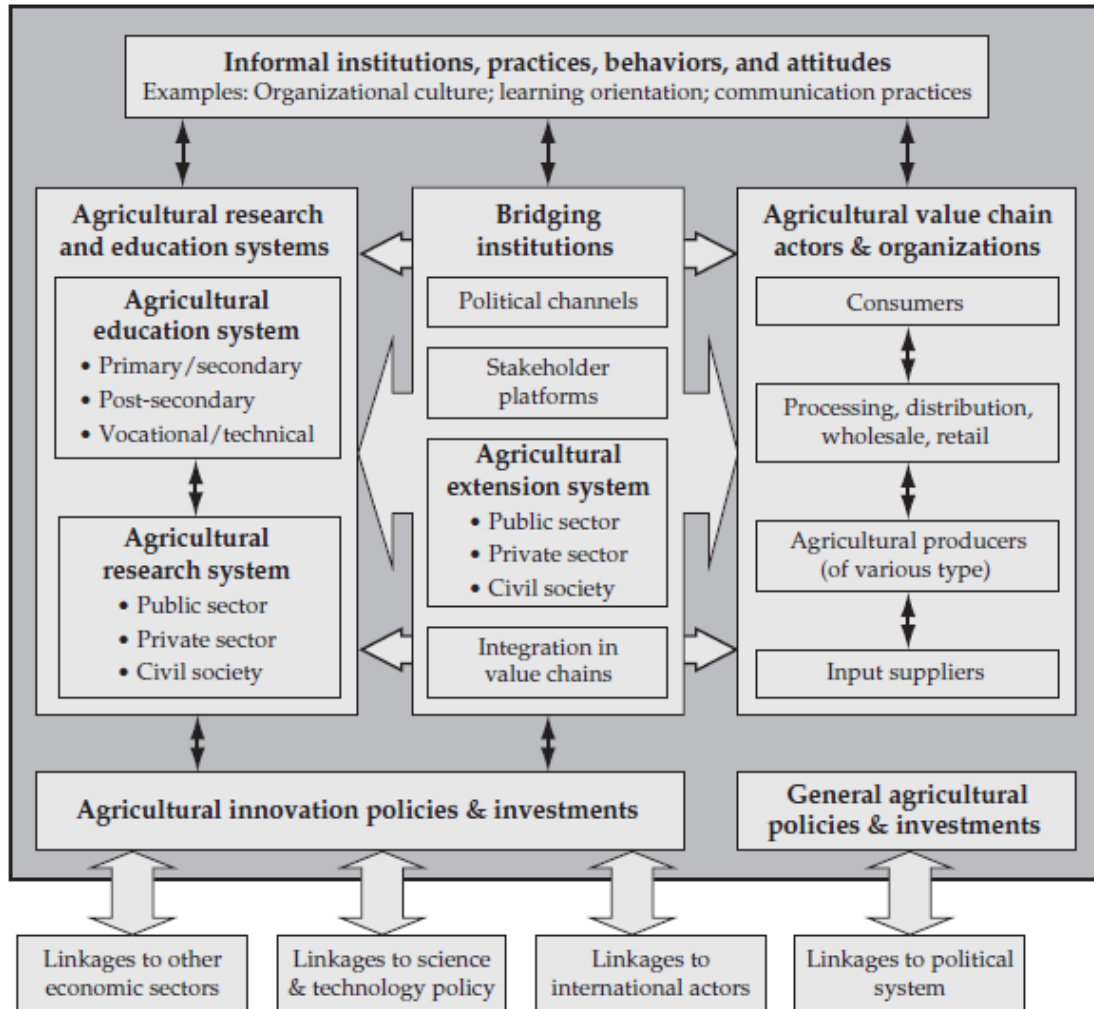 Informal institutions, practices, behaviors, and attitudes
Examples: Organizational culture; learning orientation; communication practices
Agricultural research
and education systems
Agricultural
education system
• Primary/secondary
• Post-secondary
• Vocational/technical
Agricultural
research system
• Public sector
• Private sector
• Civil society
Bridging
institutions
Political channels
Stakeholder
platforms
Agricultural
extension system
• Public sector
• Private sector
• Civil society
Integration in
value chains
Agricultural value chain
actors & organizations
Consumers
Processing, distribution,
wholesale, retail
Agricultural producers
(of various type)
Input suppliers
Agricultural innovation policies & investments
General agricultural
policies & investments
Linkages to other
economic sectors
Linkages to science
& technology policy
Linkages to
international actors
Linkages to political
system